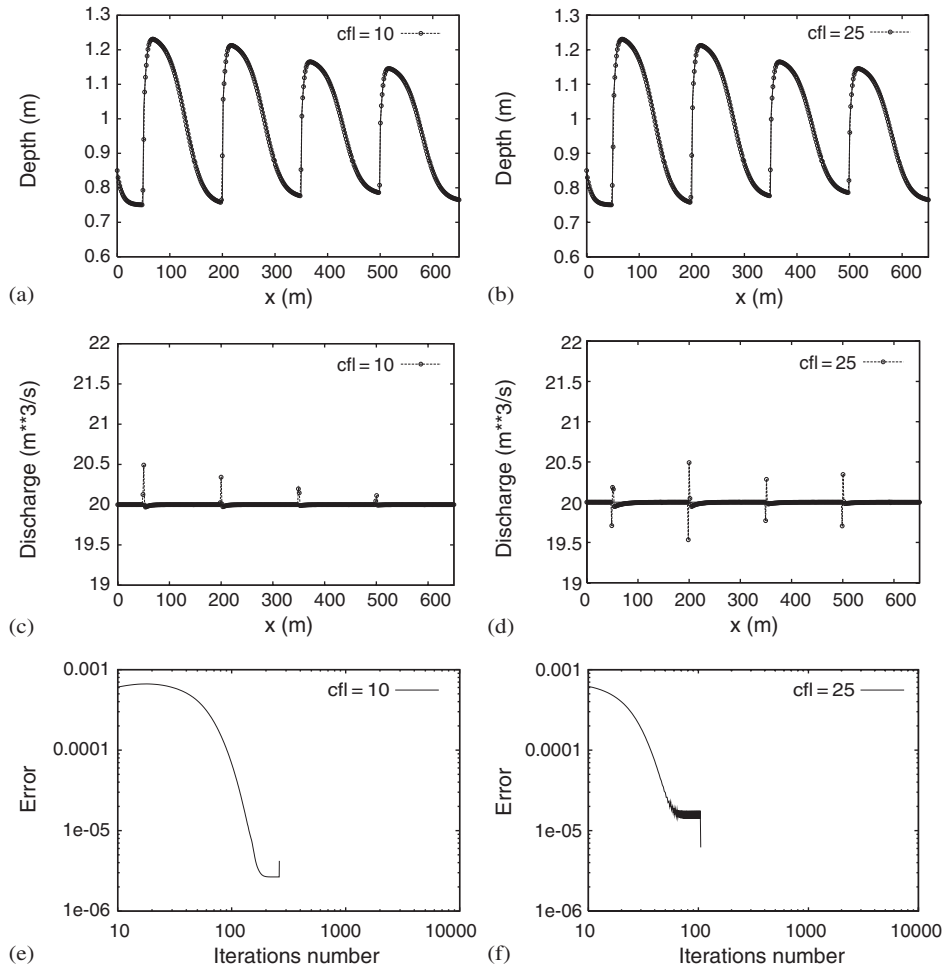 1.3
1.2
1.1
1
0.9
0.8
0.7
0.6
Depth (m)
cfl = 10
0 100 200 300 400 500 600
x (m)
(a)
1.3
1.2
1.1
1
0.9
0.8
0.7
0.6
Depth (m)
cfl = 25
0 100 200 300 400 500 600
x (m)
(b)
22
21.5
21
20.5
20
19.5
19
Discharge (m**3/s)
cfl = 10
0 100 200 300 400 500 600
x (m)
(c)
22
21.5
21
20.5
20
19.5
19
Discharge (m**3/s)
cfl = 25
0 100 200 300 400 500 600
x (m)
(d)
0.001
0.0001
1e-05
1e-06
Error
cfl = 10
10 100 1000 10000
Iterations number
(e)
0.001
0.0001
1e-05
1e-06
Error
cfl = 25
10 100 1000 10000
Iterations number
(f)